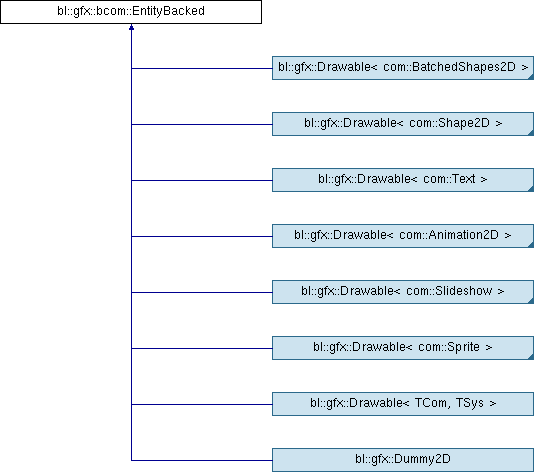 bl::gfx::bcom::EntityBacked
bl::gfx::Drawable< com::BatchedShapes2D >
bl::gfx::Drawable< com::Shape2D >
bl::gfx::Drawable< com::Text >
bl::gfx::Drawable< com::Animation2D >
bl::gfx::Drawable< com::Slideshow >
bl::gfx::Drawable< com::Sprite >
bl::gfx::Drawable< TCom, TSys >
bl::gfx::Dummy2D